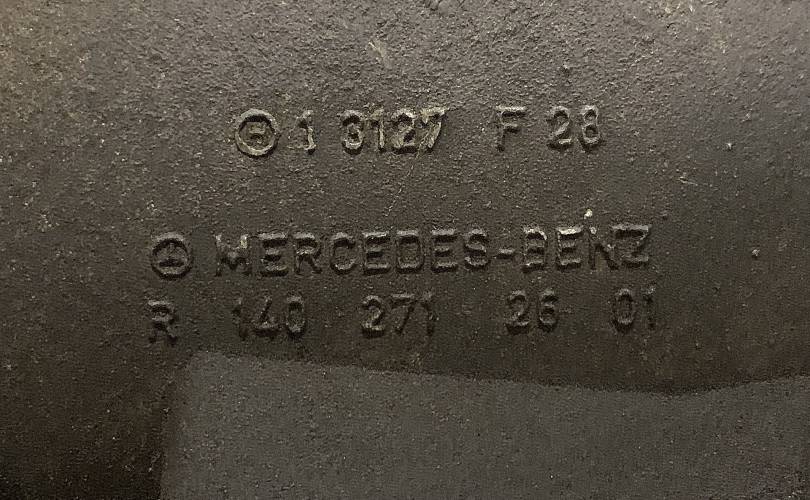 H 1 3127 F 28
MERCEDES-BENZ
R 140 271 26 01